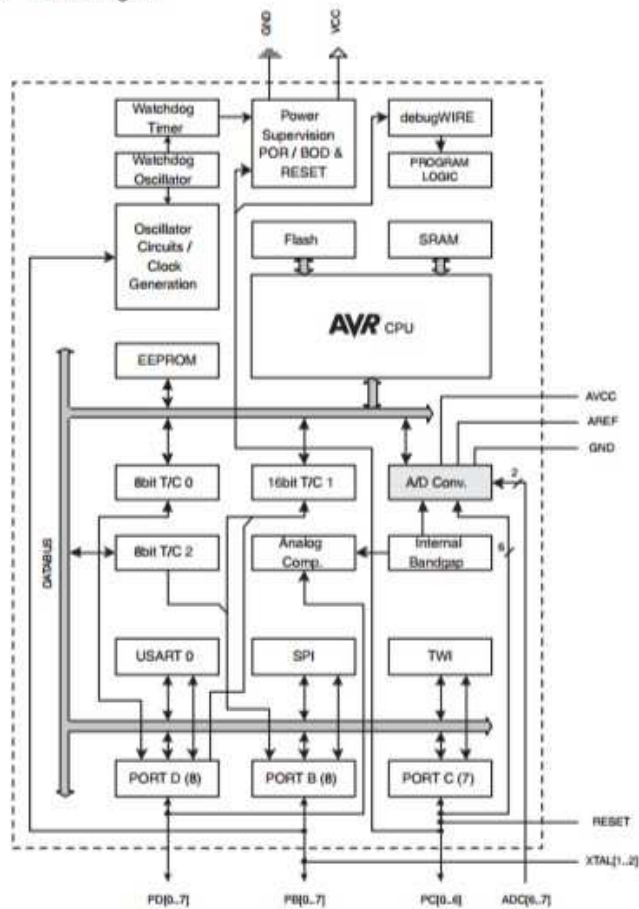 GND
VCC
Watchdog
Timer
Power
Supervision
POR / BOD &
RESET
debugWIRE
Watchdog
Oscillator
PROGRAM
LOGIC
Oscillator
Circuits /
Clock
Generation
Flash
SRAM
AVR CPU
EEPROM
AVCC
AREF
GND
8bit T/C 0
16bit T/C 1
A/D Conv.
2
DATABUS
8bit T/C 2
Analog
Comp.
Internal
Bandgap
6
USART 0
SPI
TWI
PORT D (8)
PORT B (8)
PORT C (7)
RESET
XTAL[1..2]
PD[0..7]
PB[0..7]
PC[0..6]
ADC[6..7]